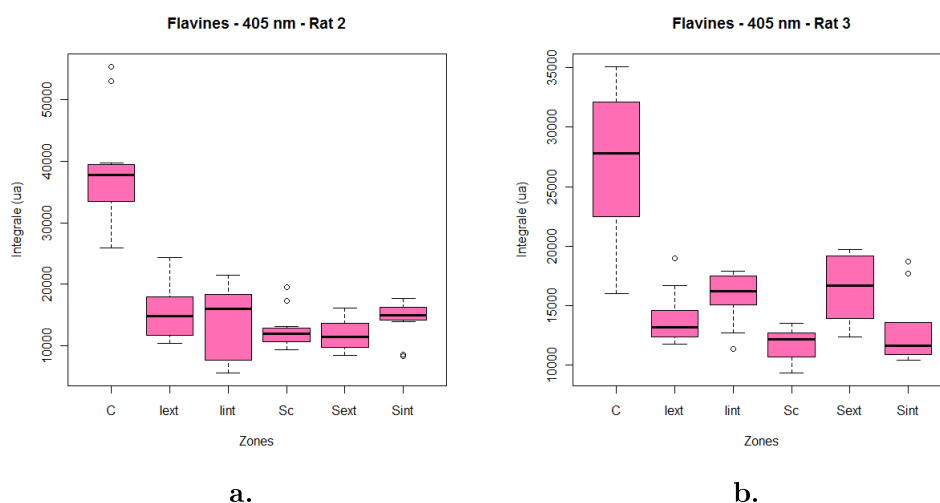 Flavines - 405 nm - Rat 2
Integrale (ua)
50000
40000
30000
20000
10000
C Iext Iint Sc Sext Sint
Zones
a.
Flavines - 405 nm - Rat 3
Integrale (ua)
35000
30000
25000
20000
15000
10000
C Iext Iint Sc Sext Sint
Zones
b.